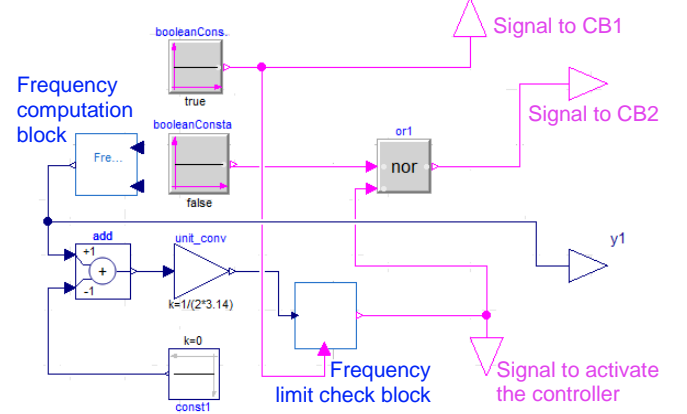 booleanCons.
Signal to CB1
true
Frequency
computation
block
Signal to CB2
booleanConsta
or1
Fre...
nor
false
y1
add
unit_conv
+1
+
-1
k=1/(2*3.14)
k=0
Frequency
limit check block
Signal to activate
the controller
const1